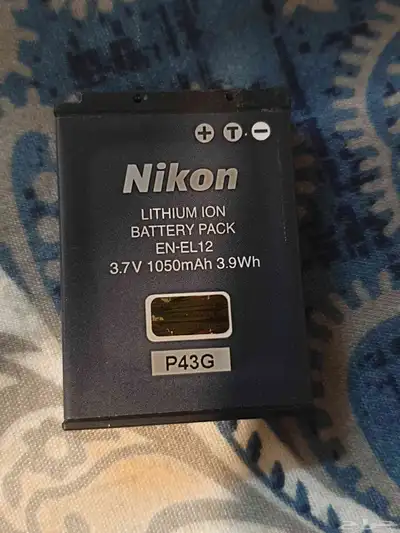 + T -
Nikon
LITHIUM ION
BATTERY PACK
EN-EL12
3.7V 1050mAh 3.9Wh
P43G